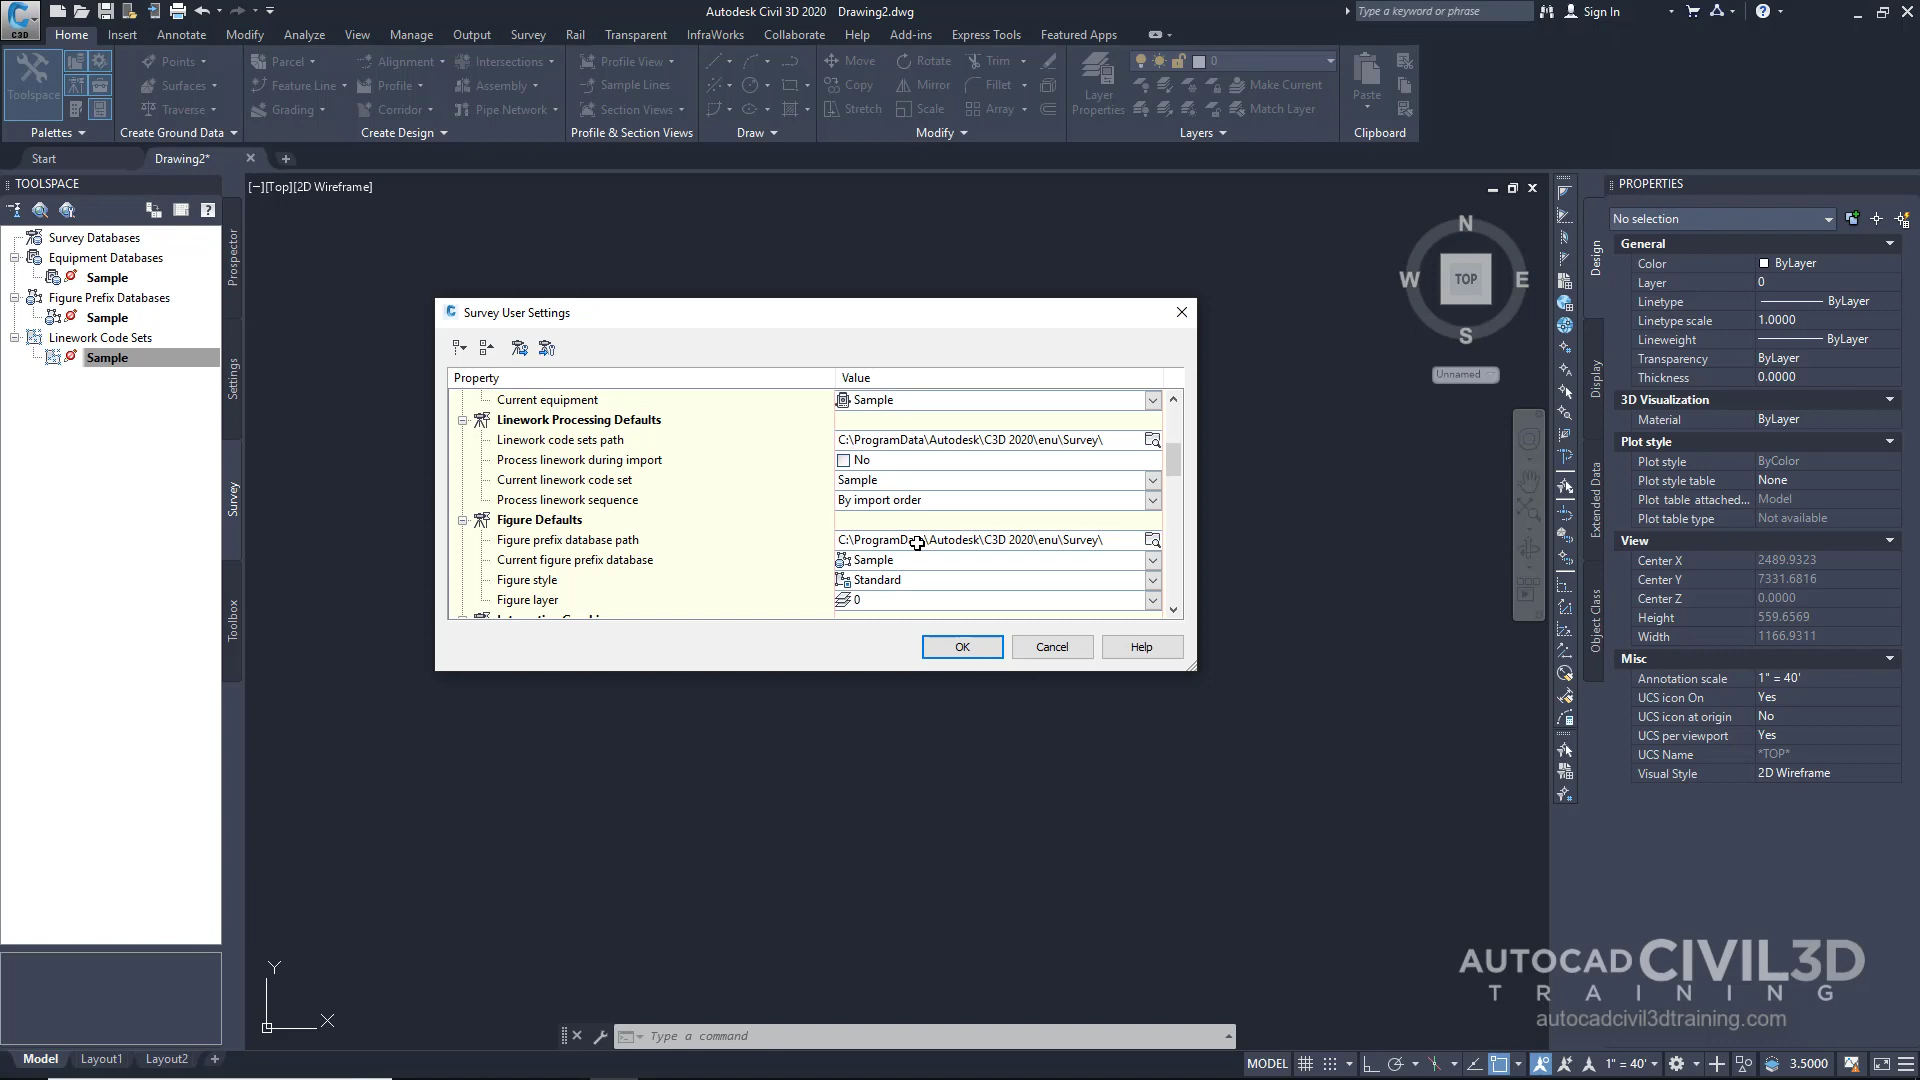 Autodesk Civil 3D 2020 Drawing2.dwg
Type a keyword or phrase
Sign In
C3D
Home Insert Annotate Modify Analyze View Manage Output Survey Rail Transparent InfraWorks Collaborate Help Add-ins Express Tools Featured Apps
Toolspace
Points
Surfaces
Traverse
Parcel
Feature Line
Grading
Alignment
Profile
Corridor
Intersections
Assembly
Pipe Network
Profile View
Sample Lines
Section Views
Move Rotate Trim
Copy Mirror Fillet
Stretch Scale Array
Layer
Properties
0
Make Current
Match Layer
Paste
Palettes Create Ground Data Create Design Profile & Section Views Draw Modify Layers Clipboard
Start Drawing2*
TOOLSPACE
[−][Top][2D Wireframe]
Survey Databases
Equipment Databases
Sample
Figure Prefix Databases
Sample
Linework Code Sets
Sample
Prospector
Settings
Survey
Toolbox
Survey User Settings
Property Value
Current equipment Sample
Linework Processing Defaults
Linework code sets path C:\ProgramData\Autodesk\C3D 2020\enu\Survey\
Process linework during import No
Current linework code set Sample
Process linework sequence By import order
Figure Defaults
Figure prefix database path C:\ProgramData\Autodesk\C3D 2020\enu\Survey\
Current figure prefix database Sample
Figure style Standard
Figure layer 0
OK Cancel Help
N
W TOP E
S
Unnamed
PROPERTIES
No selection
Design
Display
Extended Data
Object Class
General
Color ByLayer
Layer 0
Linetype ByLayer
Linetype scale 1.0000
Lineweight ByLayer
Transparency ByLayer
Thickness 0.0000
3D Visualization
Material ByLayer
Plot style
Plot style ByColor
Plot style table None
Plot table attached... Model
Plot table type Not available
View
Center X 2489.9323
Center Y 7331.6816
Center Z 0.0000
Height 559.6569
Width 1166.9311
Misc
Annotation scale 1" = 40'
UCS icon On Yes
UCS icon at origin No
UCS per viewport Yes
UCS Name *TOP*
Visual Style 2D Wireframe
Y
X
AUTOCAD CIVIL3D
TRAINING
autocadcivil3dtraining.com
Type a command
Model Layout1 Layout2
MODEL 1" = 40' 3.5000